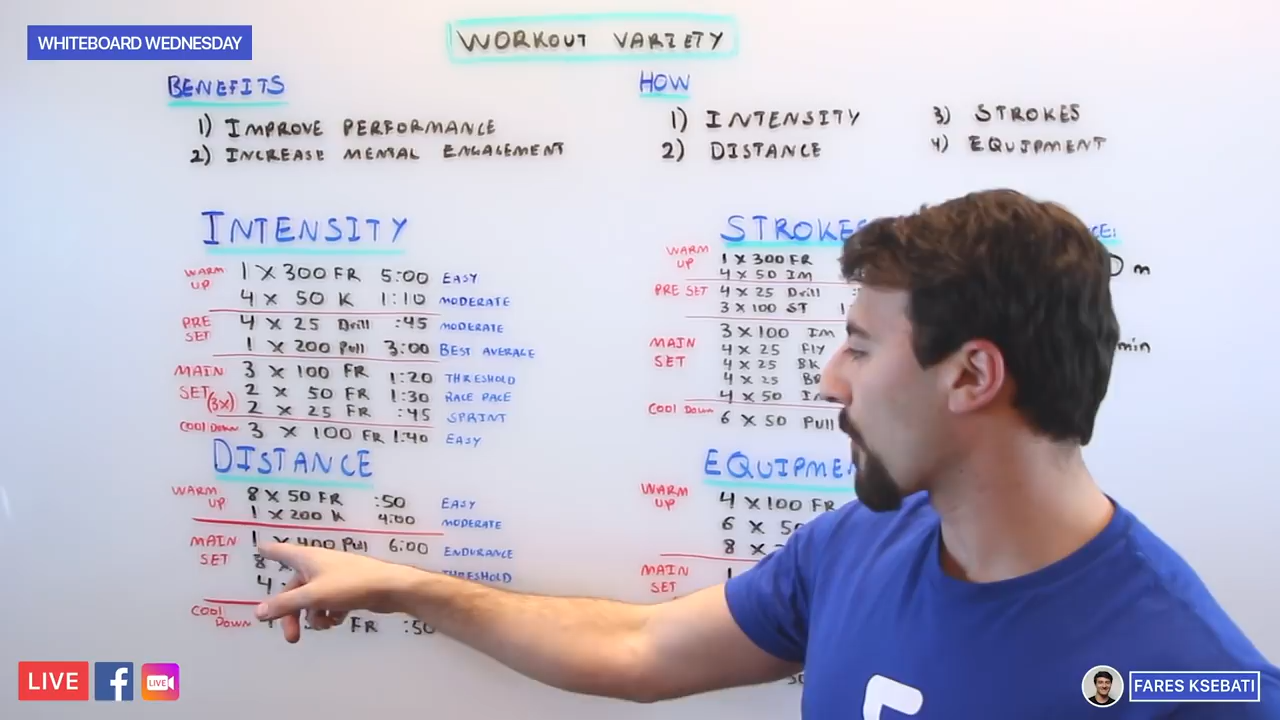 WHITEBOARD WEDNESDAY
WORKOUT VARIETY
BENEFITS
1) IMPROVE PERFORMANCE
2) INCREASE MENTAL ENGAGEMENT
HOW
1) INTENSITY
2) DISTANCE
3) STROKES
4) EQUIPMENT
INTENSITY
WARM UP
1 X 300 FR 5:00 EASY
4 X 50 K 1:10 MODERATE
PRE SET
4 X 25 Drill :45 MODERATE
1 X 200 Pull 3:00 BEST AVERAGE
MAIN SET (3X)
3 X 100 FR 1:20 THRESHOLD
2 X 50 FR 1:30 RACE PACE
2 X 25 FR :45 SPRINT
COOL DOWN 3 X 100 FR 1:40 EASY
DISTANCE
WARM UP
8 X 50 FR :50 EASY
1 X 200 K 4:00 MODERATE
MAIN SET
1 X 400 Pull 6:00 ENDURANCE
8 THRESHOLD
4
COOL DOWN
FR :50
STROKES
WARM UP
1 X 300 FR
4 X 50 IM
PRE SET 4 X 25 Drill
3 X 100 ST
MAIN SET
3 X 100 IM
4 X 25 FLY
4 X 25 BK
4 X 25
4 X 50
COOL DOWN
6 X 50 Pull
m
min
EQUIPMEN
WARM UP
4 X 100 FR
6 X 50
8 X
MAIN SET
LIVE
FARES KSEBATI